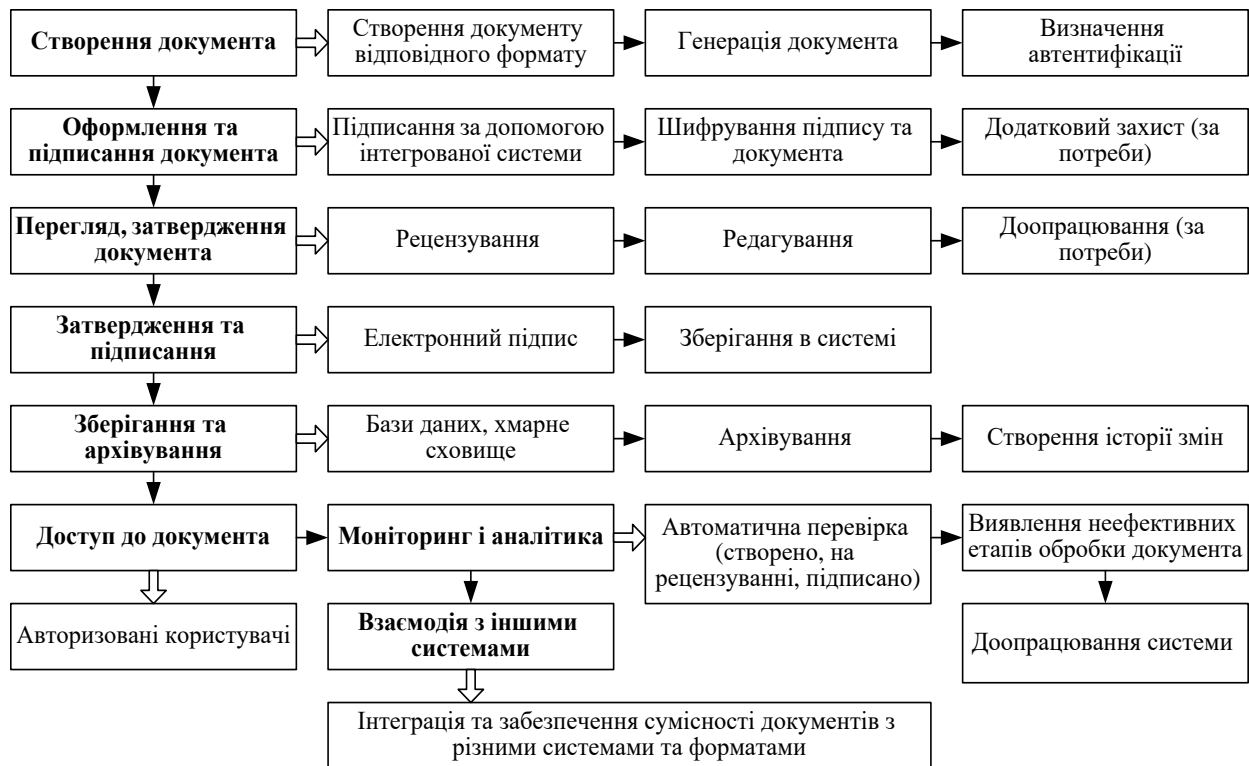 Створення документа
Створення документу
відповідного формату
Генерація документа
Визначення
автентифікації
Оформлення та
підписання документа
Підписання за допомогою
інтегрованої системи
Шифрування підпису та
документа
Додатковий захист (за
потреби)
Перегляд, затвердження
документа
Рецензування
Редагування
Доопрацювання (за
потреби)
Затвердження та
підписання
Електронний підпис
Зберігання в системі
Зберігання та
архівування
Бази даних, хмарне
сховище
Архівування
Створення історії змін
Доступ до документа
Моніторинг і аналітика
Автоматична перевірка
(створено, на
рецензуванні, підписано)
Виявлення неефективних
етапів обробки документа
Авторизовані користувачі
Взаємодія з іншими
системами
Доопрацювання системи
Інтеграція та забезпечення сумісності документів з
різними системами та форматами